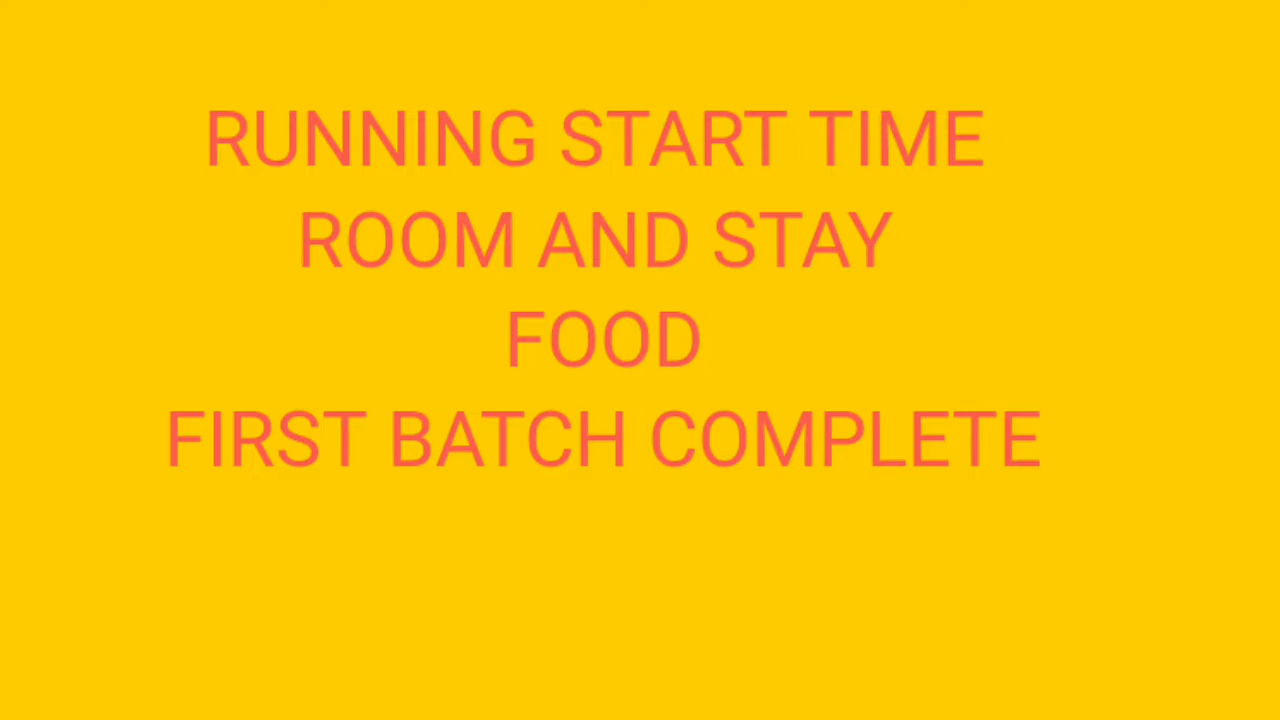 RUNNING START TIME
ROOM AND STAY
FOOD
FIRST BATCH COMPLETE